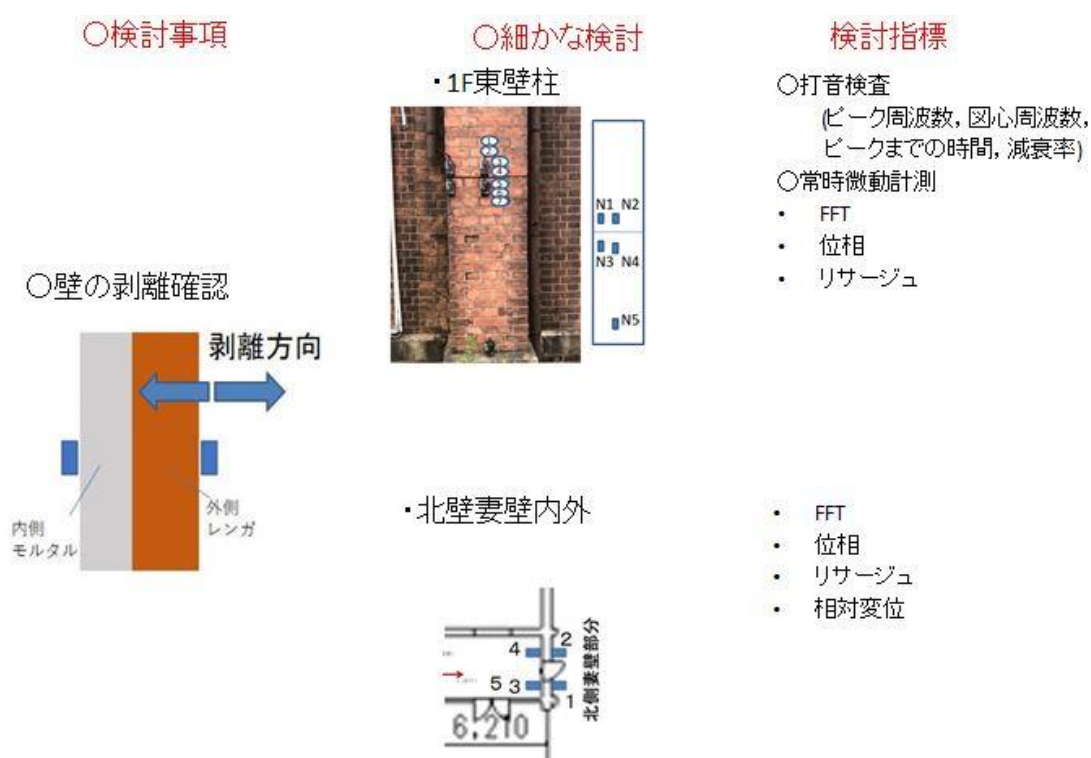 ○検討事項
○細かな検討
検討指標
・1F東壁柱
○打音検査
(ピーク周波数, 図心周波数,
ピークまでの時間, 減衰率)
○常時微動計測
• FFT
• 位相
• リサージュ
N1 N2
N3 N4
N5
○壁の剥離確認
剥離方向
内側
モルタル
外側
レンガ
・北壁妻壁内外
• FFT
• 位相
• リサージュ
• 相対変位
4 2
5 3 1
6,210
北側妻壁部分